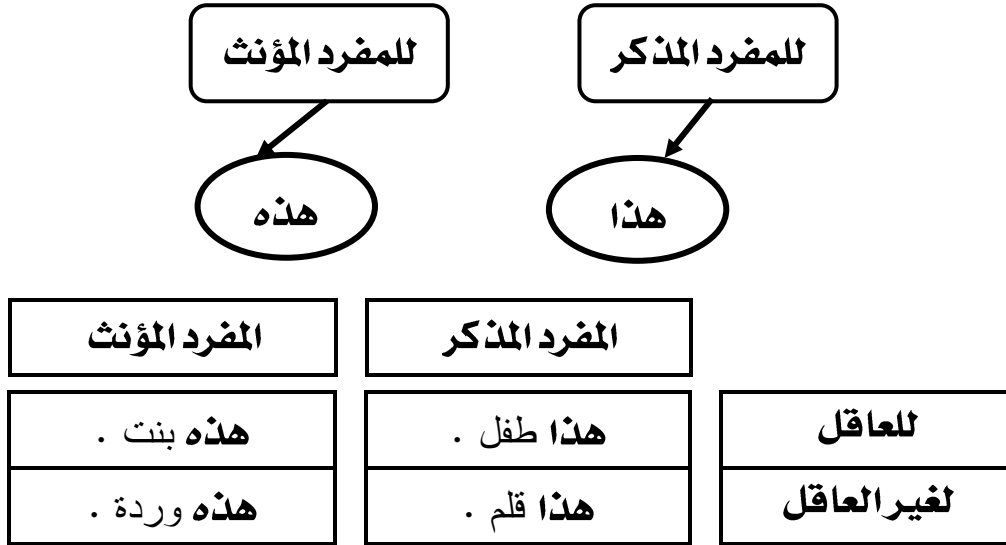 للمفرد المذكر
للمفرد المؤنث
هذا
هذه
المفرد المذكر
المفرد المؤنث
للعاقل
هذا طفل .
هذه بنت .
لغير العاقل
هذا قلم .
هذه وردة .